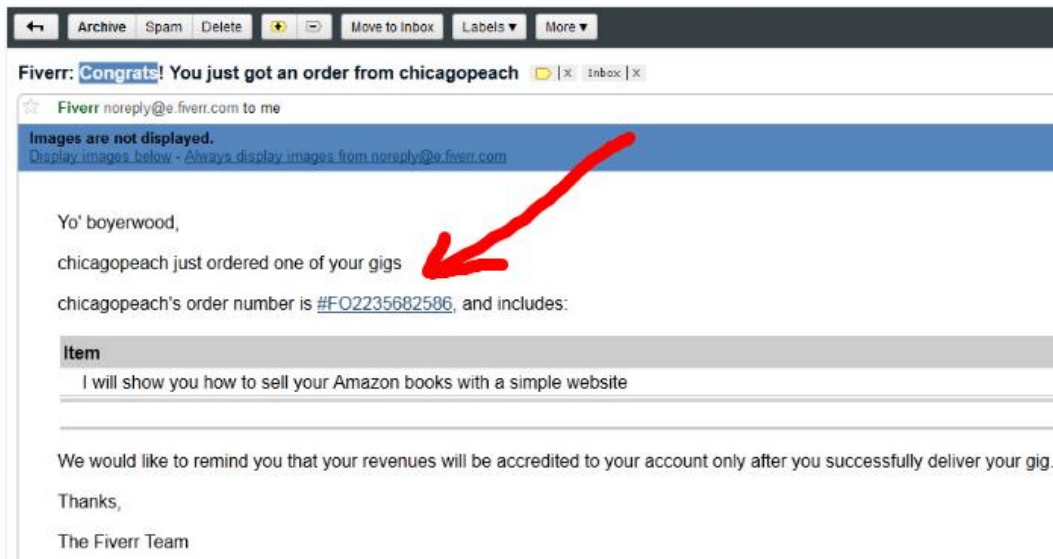 Archive Spam Delete Move to Inbox Labels ▾ More ▾
Fiverr: Congrats! You just got an order from chicagopeach x Inbox x
Fiverr noreply@e.fiverr.com to me
Images are not displayed.
Display images below - Always display images from noreply@e.fiverr.com
Yo' boyerwood,
chicagopeach just ordered one of your gigs
chicagopeach's order number is #FO2235682586, and includes:
Item
I will show you how to sell your Amazon books with a simple website
We would like to remind you that your revenues will be accredited to your account only after you successfully deliver your gig.
Thanks,
The Fiverr Team